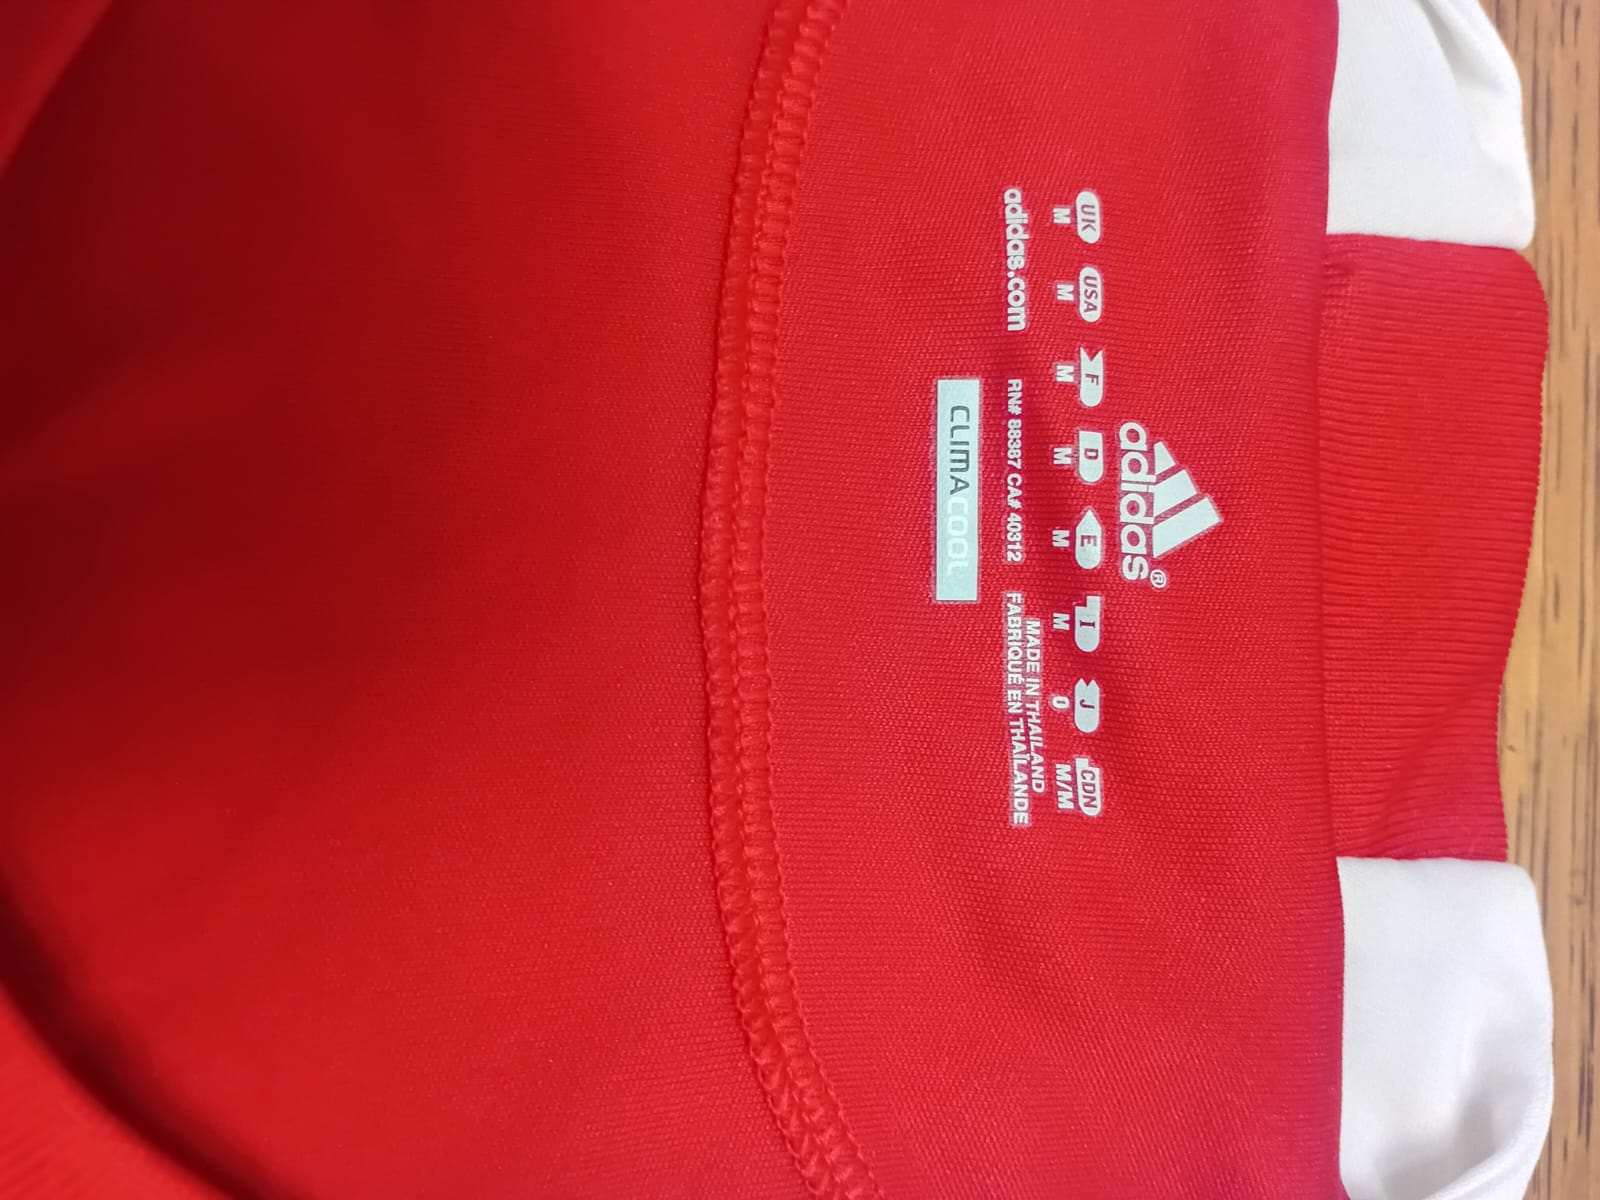 adidas®
UK USA F D E I J CDN
M M M M M M O M/M
MADE IN THAILAND
adidas.com RN# 88387 CA# 40312 FABRIQUÉ EN THAÏLANDE
CLIMACOOL